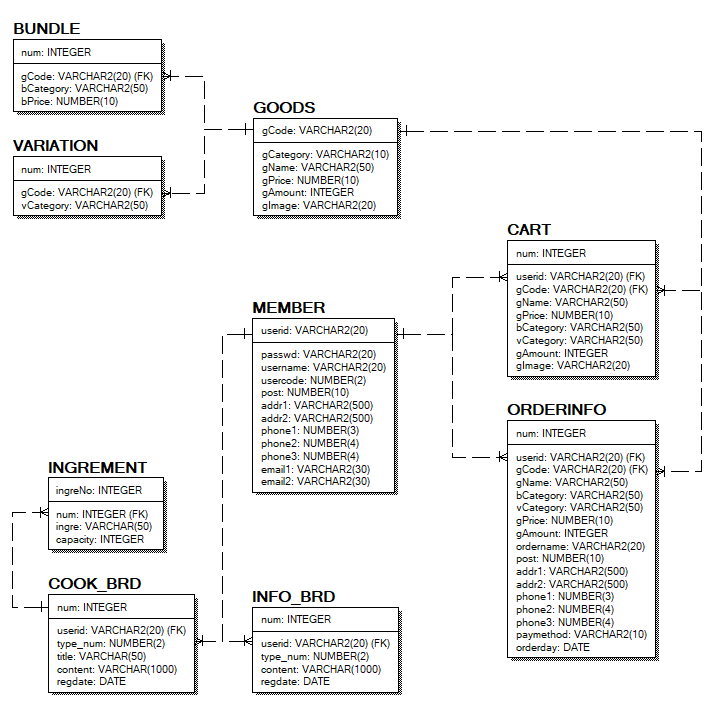 BUNDLE
num: INTEGER
gCode: VARCHAR2(20) (FK)
bCategory: VARCHAR2(50)
bPrice: NUMBER(10)
VARIATION
num: INTEGER
gCode: VARCHAR2(20) (FK)
vCategory: VARCHAR2(50)
GOODS
gCode: VARCHAR2(20)
gCategory: VARCHAR2(10)
gName: VARCHAR2(50)
gPrice: NUMBER(10)
gAmount: INTEGER
gImage: VARCHAR2(20)
CART
num: INTEGER
userid: VARCHAR2(20) (FK)
gCode: VARCHAR2(20) (FK)
gName: VARCHAR2(50)
gPrice: NUMBER(10)
bCategory: VARCHAR2(50)
vCategory: VARCHAR2(50)
gAmount: INTEGER
gImage: VARCHAR2(20)
MEMBER
userid: VARCHAR2(20)
passwd: VARCHAR2(20)
username: VARCHAR2(20)
usercode: NUMBER(2)
post: NUMBER(10)
addr1: VARCHAR2(500)
addr2: VARCHAR2(500)
phone1: NUMBER(3)
phone2: NUMBER(4)
phone3: NUMBER(4)
email1: VARCHAR2(30)
email2: VARCHAR2(30)
ORDERINFO
num: INTEGER
userid: VARCHAR2(20) (FK)
gCode: VARCHAR2(20) (FK)
gName: VARCHAR2(50)
bCategory: VARCHAR2(50)
vCategory: VARCHAR2(50)
gPrice: NUMBER(10)
gAmount: INTEGER
ordername: VARCHAR2(20)
post: NUMBER(10)
addr1: VARCHAR2(500)
addr2: VARCHAR2(500)
phone1: NUMBER(3)
phone2: NUMBER(4)
phone3: NUMBER(4)
paymethod: VARCHAR2(10)
orderday: DATE
INGREMENT
ingreNo: INTEGER
num: INTEGER (FK)
ingre: VARCHAR(50)
capacity: INTEGER
COOK_BRD
num: INTEGER
userid: VARCHAR2(20) (FK)
type_num: NUMBER(2)
title: VARCHAR(50)
content: VARCHAR(1000)
regdate: DATE
INFO_BRD
num: INTEGER
userid: VARCHAR2(20) (FK)
type_num: NUMBER(2)
content: VARCHAR(1000)
regdate: DATE